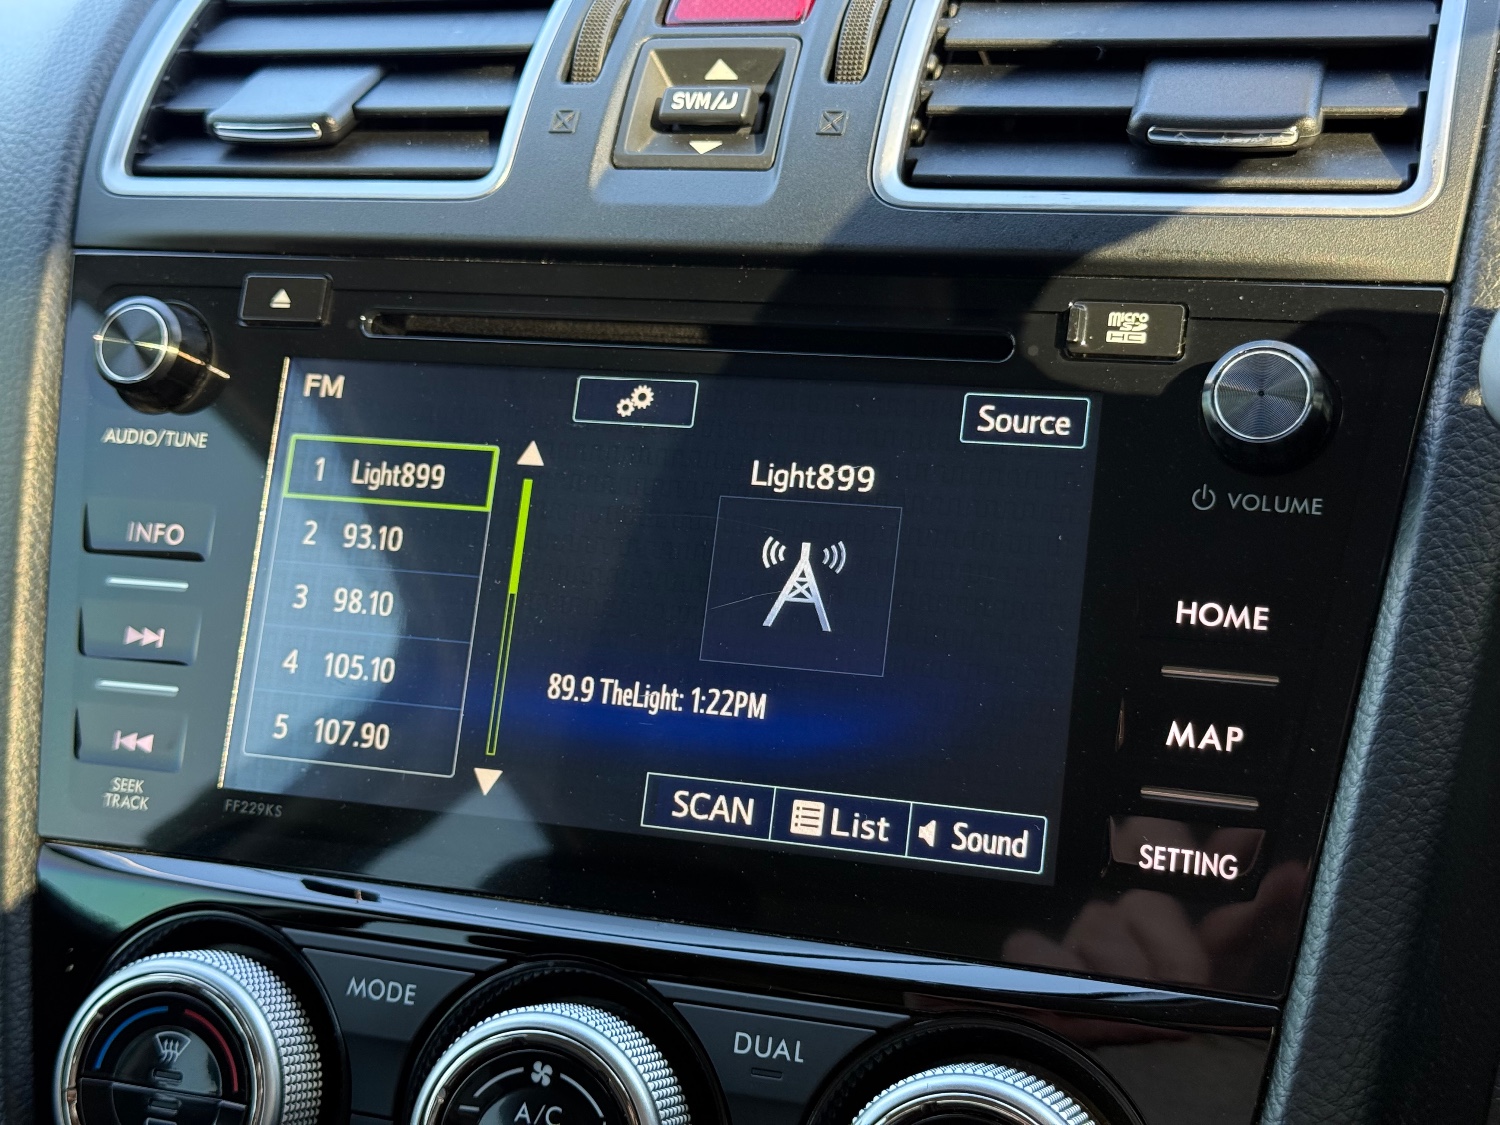 SVM/
micro
SD
HC
AUDIO/TUNE
FM
Source
VOLUME
1 Light899
Light899
INFO
2 93.10
3 98.10
HOME
4 105.10
89.9 TheLight: 1:22PM
5 107.90
MAP
SEEK
TRACK
FF229KS
SCAN
List
Sound
SETTING
MODE
DUAL
A/C